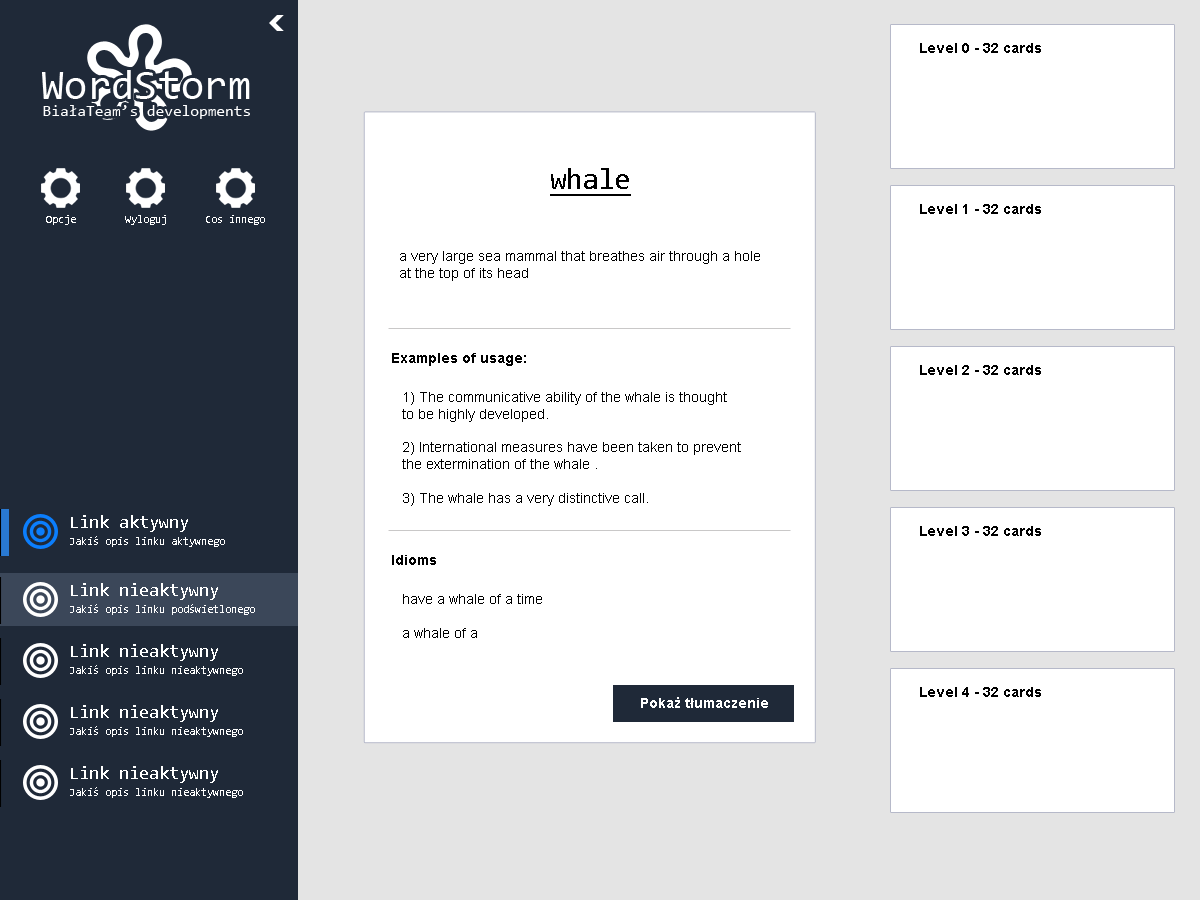 WordStorm
BiałaTeam's developments
Opcje
Wyloguj
Cos innego
Link aktywny
Jakiś opis linku aktywnego
Link nieaktywny
Jakiś opis linku podświetlonego
Link nieaktywny
Jakiś opis linku nieaktywnego
Link nieaktywny
Jakiś opis linku nieaktywnego
Link nieaktywny
Jakiś opis linku nieaktywnego
whale
a very large sea mammal that breathes air through a hole
at the top of its head
Examples of usage:
1) The communicative ability of the whale is thought
to be highly developed.
2) International measures have been taken to prevent
the extermination of the whale .
3) The whale has a very distinctive call.
Idioms
have a whale of a time
a whale of a
Pokaż tłumaczenie
Level 0 - 32 cards
Level 1 - 32 cards
Level 2 - 32 cards
Level 3 - 32 cards
Level 4 - 32 cards